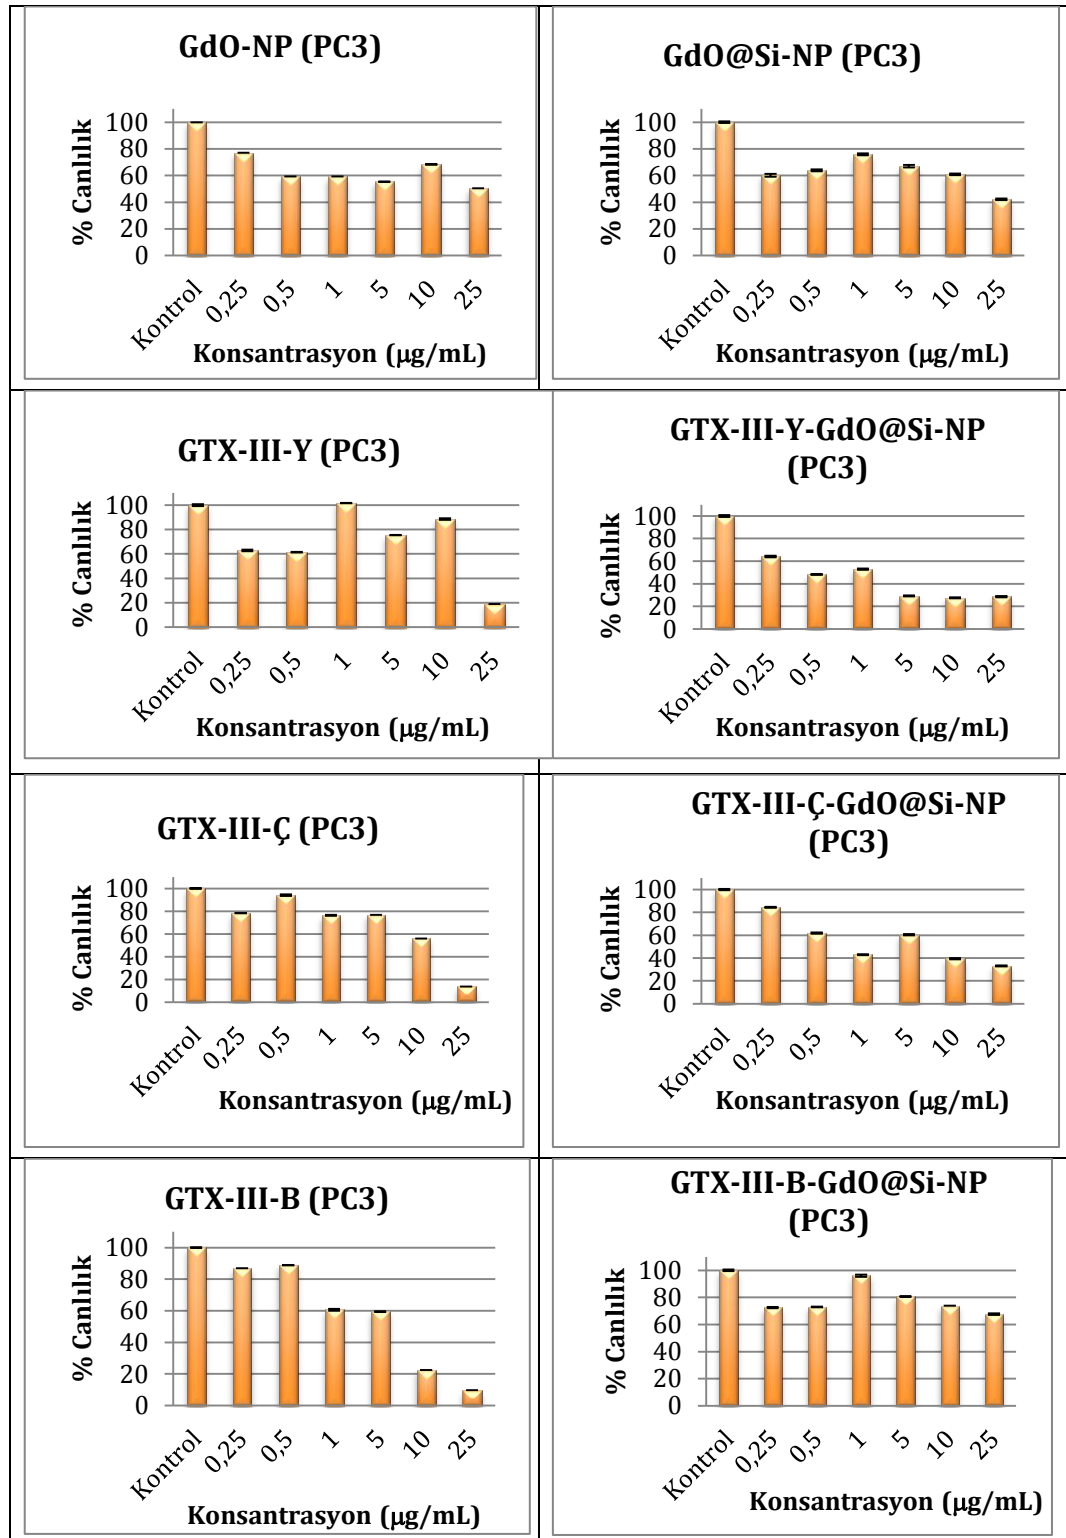 GdO-NP (PC3)
% Canlılık
100
80
60
40
20
0
Kontrol
0,25
0,5
1
5
10
25
Konsantrasyon (µg/mL)
GdO@Si-NP (PC3)
% Canlılık
100
80
60
40
20
0
Kontrol
0,25
0,5
1
5
10
25
Konsantrasyon (µg/mL)
GTX-III-Y (PC3)
% Canlılık
100
80
60
40
20
0
Kontrol
0,25
0,5
1
5
10
25
Konsantrasyon (µg/mL)
GTX-III-Y-GdO@Si-NP
(PC3)
% Canlılık
100
80
60
40
20
0
Kontrol
0,25
0,5
1
5
10
25
Konsantrasyon (µg/mL)
GTX-III-Ç (PC3)
% Canlılık
100
80
60
40
20
0
Kontrol
0,25
0,5
1
5
10
25
Konsantrasyon (µg/mL)
GTX-III-Ç-GdO@Si-NP
(PC3)
% Canlılık
100
80
60
40
20
0
Kontrol
0,25
0,5
1
5
10
25
Konsantrasyon (µg/mL)
GTX-III-B (PC3)
% Canlılık
100
80
60
40
20
0
Kontrol
0,25
0,5
1
5
10
25
Konsantrasyon (µg/mL)
GTX-III-B-GdO@Si-NP
(PC3)
% Canlılık
100
80
60
40
20
0
Kontrol
0,25
0,5
1
5
10
25
Konsantrasyon (µg/mL)